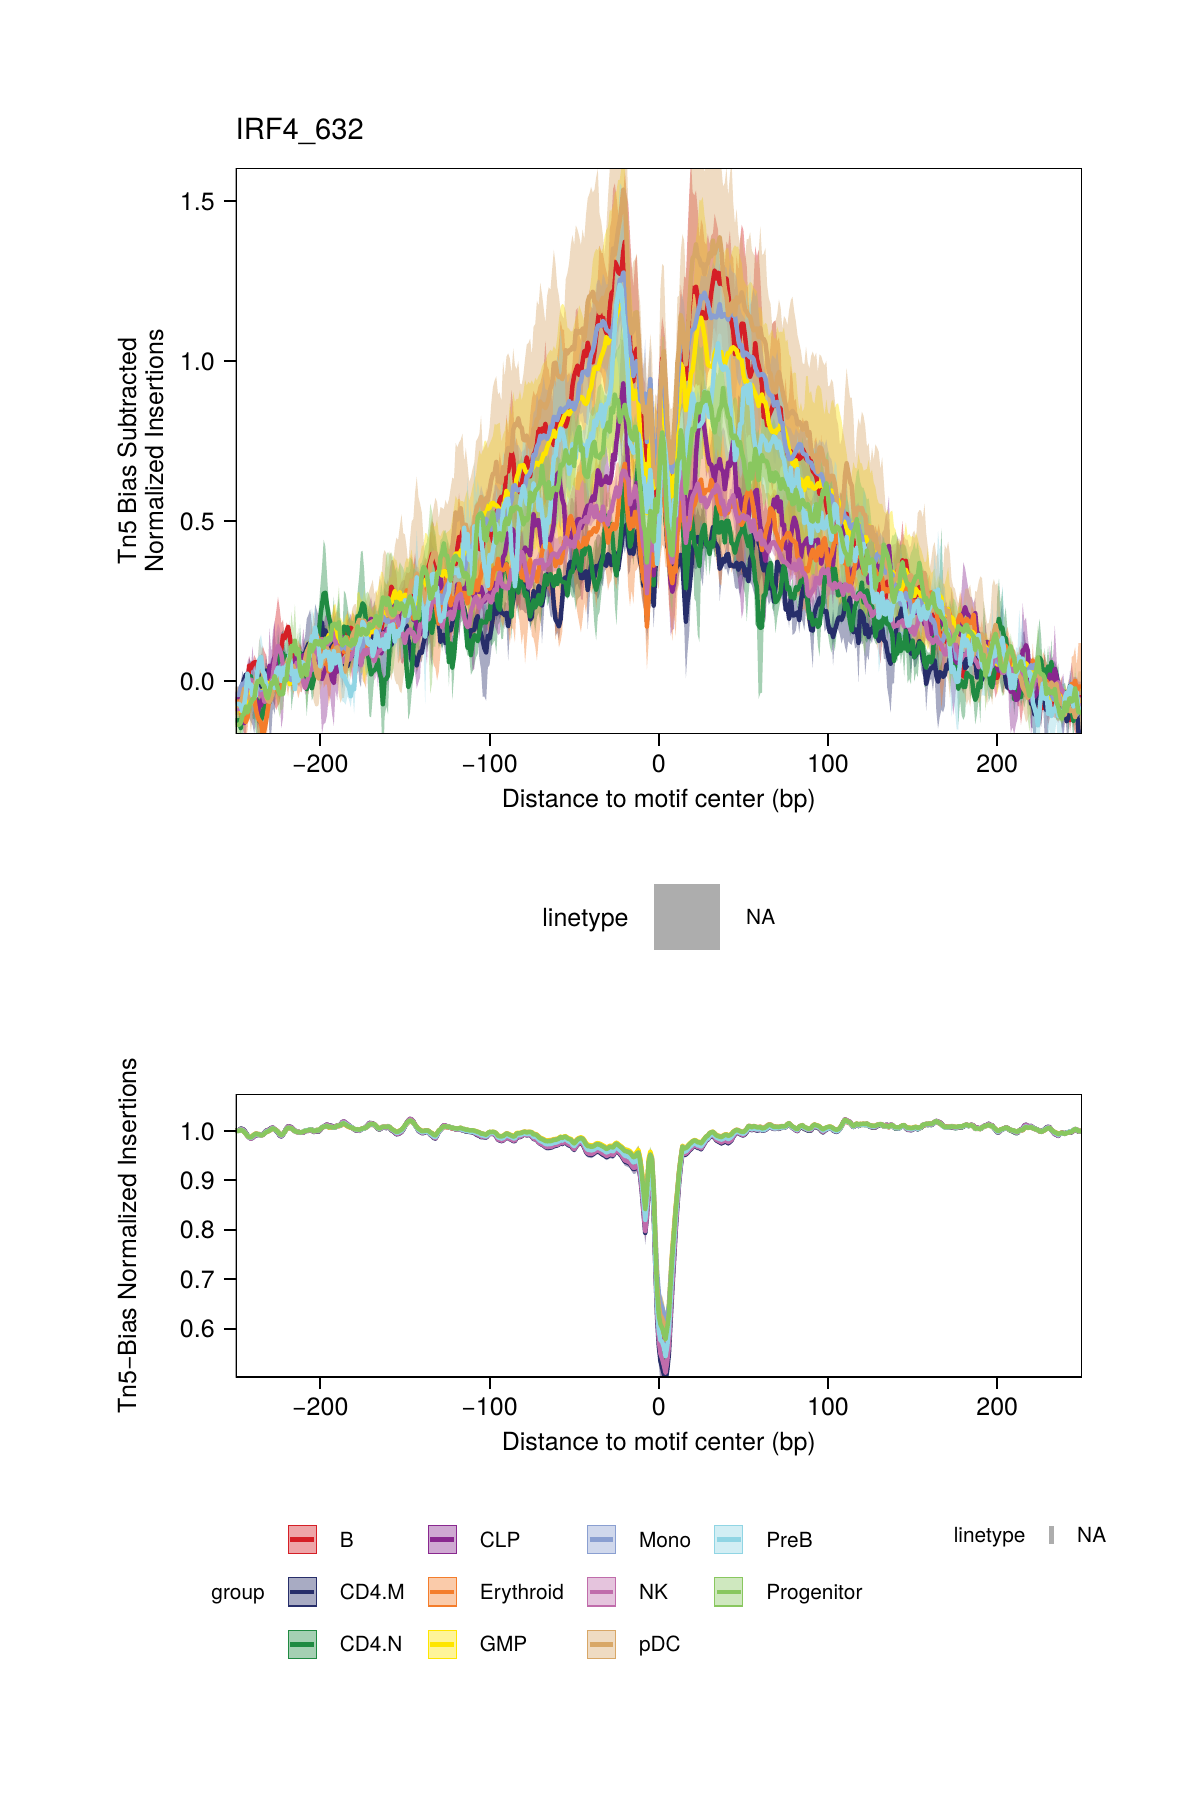 IRF4_632
Tn5 Bias Subtracted
Normalized Insertions
1.5
1.0
0.5
0.0
−200 −100 0 100 200
Distance to motif center (bp)
linetype NA
Tn5−Bias Normalized Insertions
1.0
0.9
0.8
0.7
0.6
−200 −100 0 100 200
Distance to motif center (bp)
group
B CLP Mono PreB
CD4.M Erythroid NK Progenitor
CD4.N GMP pDC
linetype NA